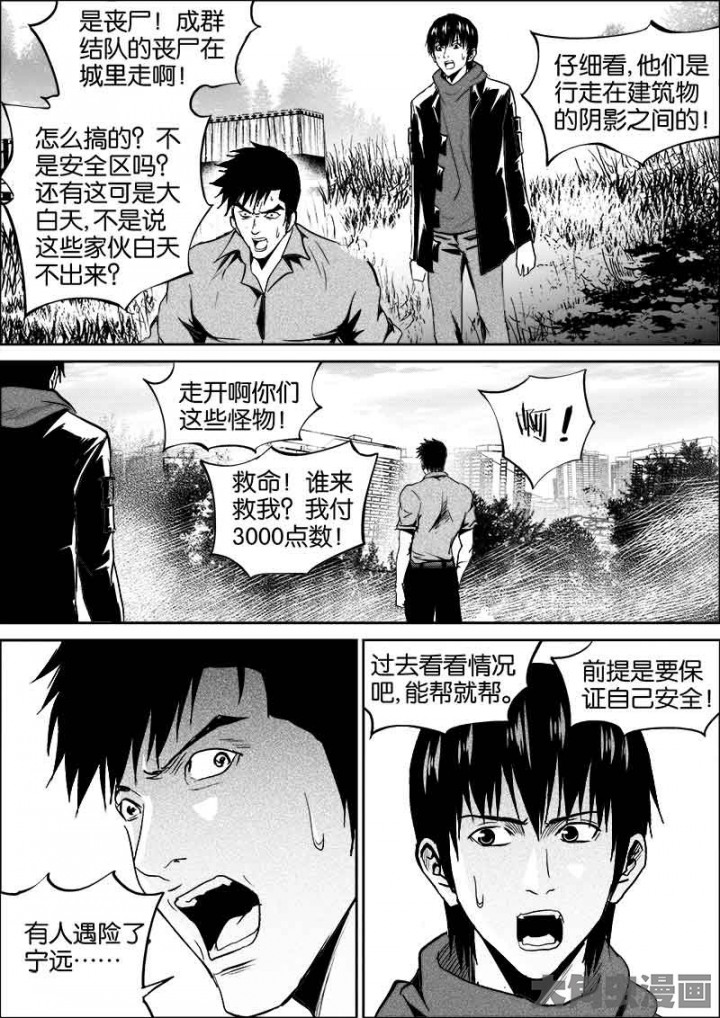 是丧尸！成群
结队的丧尸在
城里走啊！
怎么搞的？不
是安全区吗？
还有这可是大
白天，不是说
这些家伙白天
不出来？
仔细看，他们是
行走在建筑物
的阴影之间的！
走开啊你们
这些怪物！
救命！谁来
救我？我付
3000点数！
啊！
有人遇险了
宁远……
过去看看情况
吧，能帮就帮。
前提是要保
证自己安全！
漫画